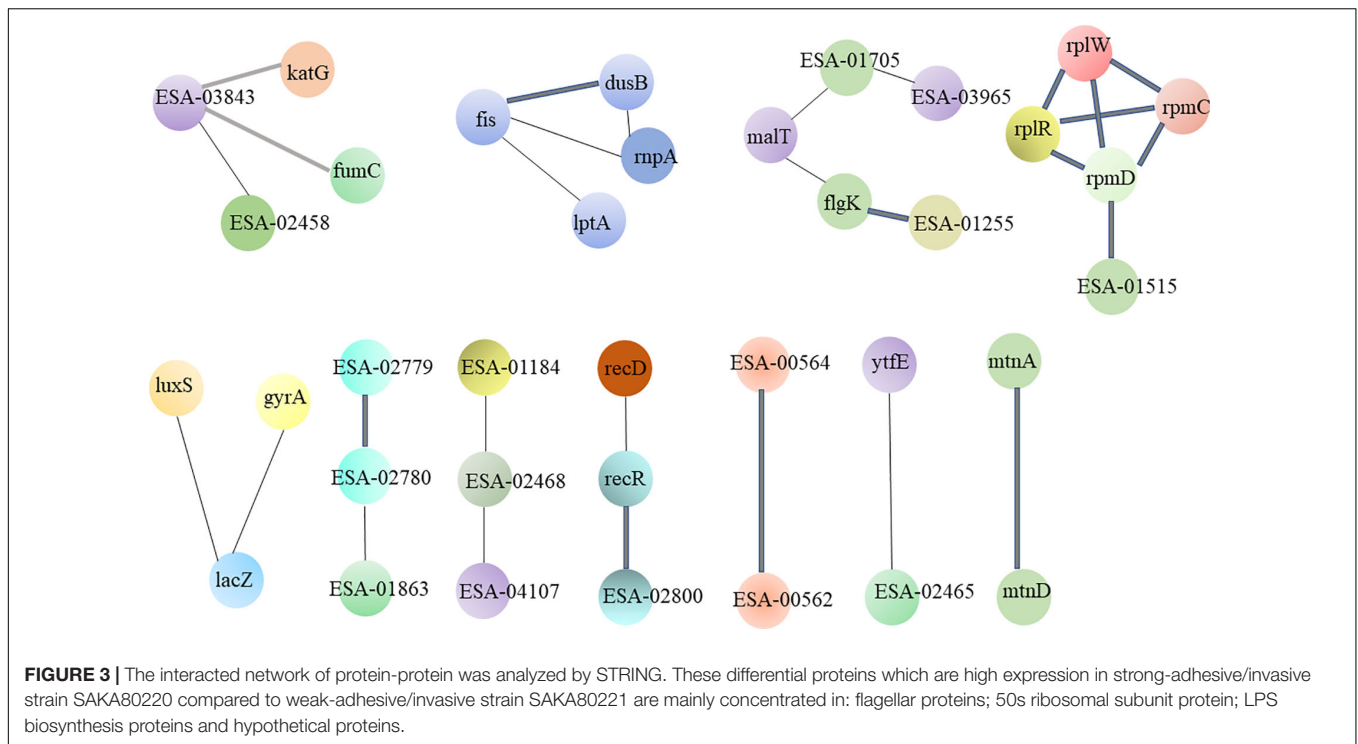 katG
ESA-03843
fumC
ESA-02458
dusB
fis
rnpA
lptA
ESA-01705
ESA-03965
malT
flgK
ESA-01255
rplW
rpmC
rplR
rpmD
ESA-01515
luxS
gyrA
lacZ
ESA-02779
ESA-02780
ESA-01863
ESA-01184
ESA-02468
ESA-04107
recD
recR
ESA-02800
ESA-00564
ESA-00562
ytfE
ESA-02465
mtnA
mtnD
FIGURE 3 | The interacted network of protein-protein was analyzed by STRING. These differential proteins which are high expression in strong-adhesive/invasive
strain SAKA80220 compared to weak-adhesive/invasive strain SAKA80221 are mainly concentrated in: flagellar proteins; 50s ribosomal subunit protein; LPS
biosynthesis proteins and hypothetical proteins.